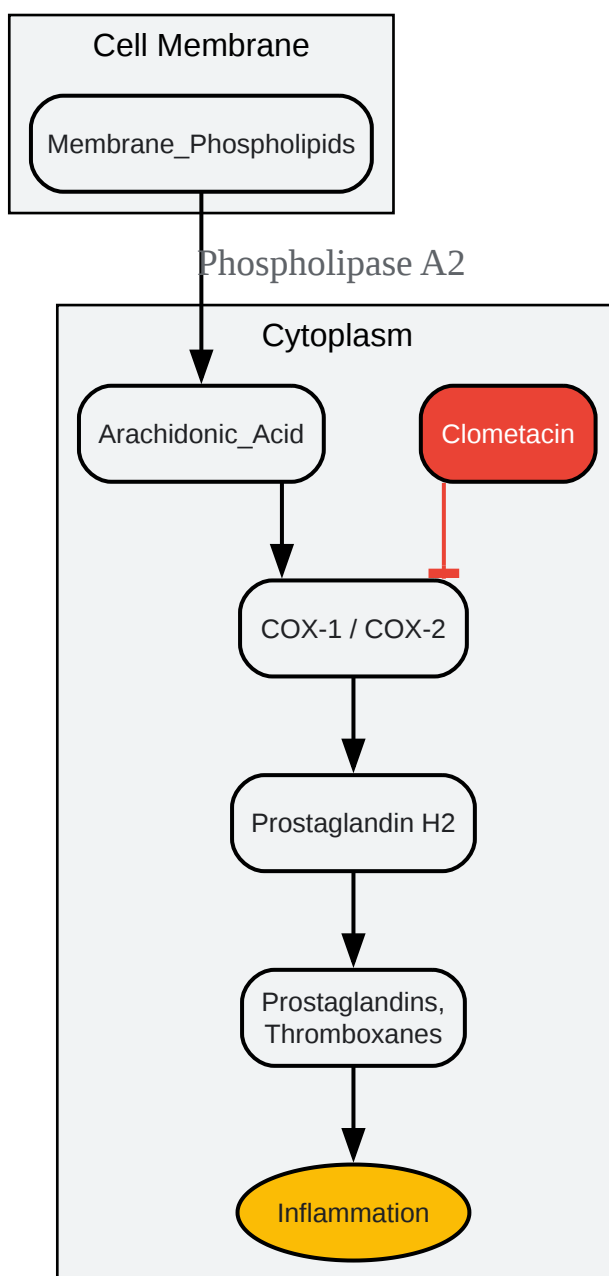 Cell Membrane
Membrane_Phospholipids
Phospholipase A2
Cytoplasm
Arachidonic_Acid
Clometacin
COX-1 / COX-2
Prostaglandin H2
Prostaglandins,
Thromboxanes
Inflammation